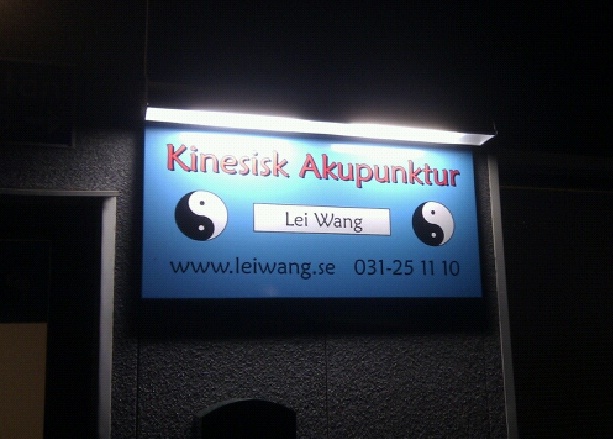 Kinesisk Akupunktur
Lei Wang
www.leiwang.se 031-25 11 10